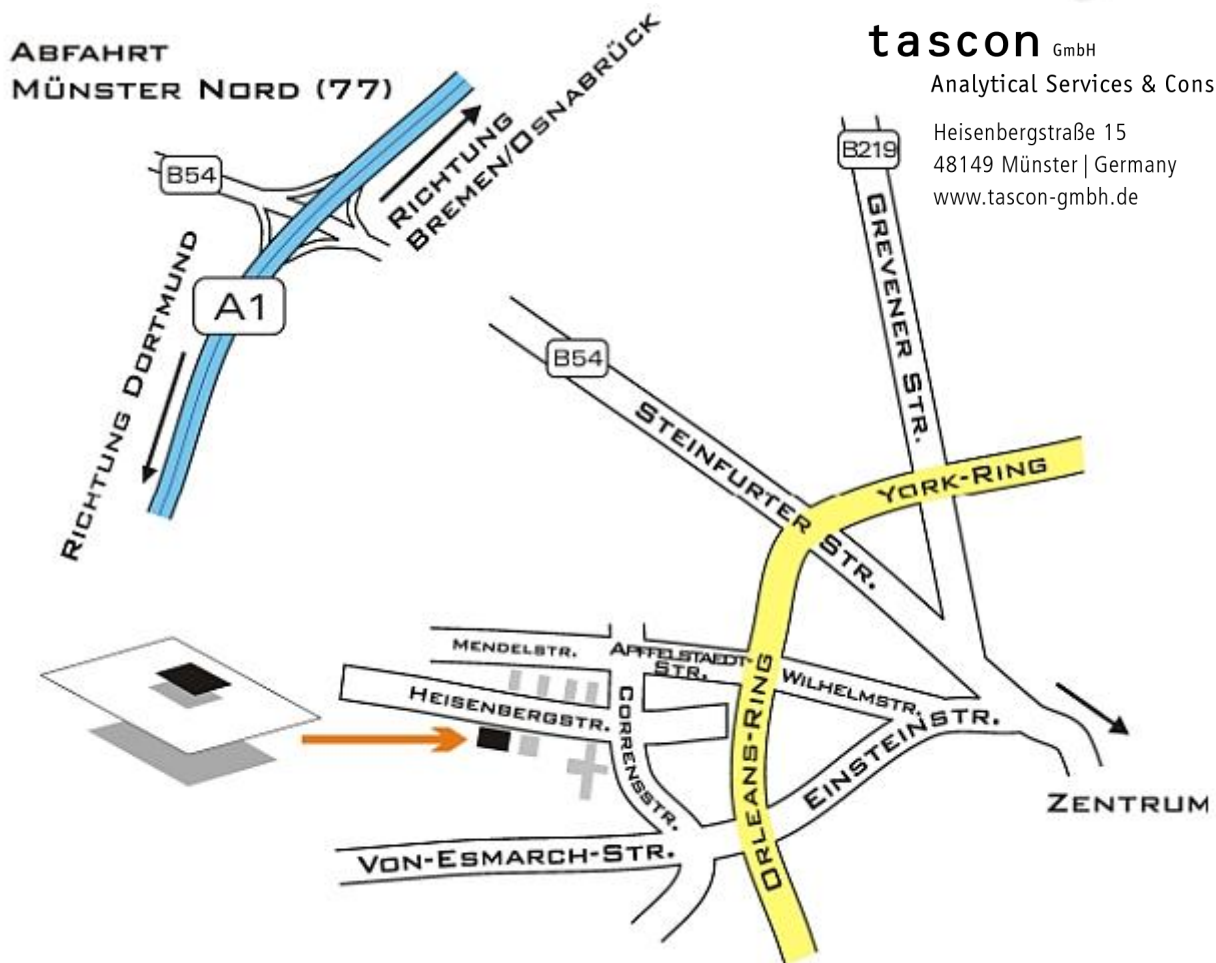 ABFAHRT
MÜNSTER NORD (77)
tascon GmbH
Analytical Services & Cons
Heisenbergstraße 15
48149 Münster | Germany
www.tascon-gmbh.de
B54
RICHTUNG
BREMEN/OSNABRÜCK
RICHTUNG DORTMUND
A1
B219
GREVENER STR.
B54
STEINFURTER STR.
YORK-RING
MENDELSTR.
APFFELSTAEDT-
STR.
WILHELMSTR.
HEISENBERGSTR.
CORRENSSTR.
ORLEANS-RING
EINSTEINSTR.
ZENTRUM
VON-ESMARCH-STR.